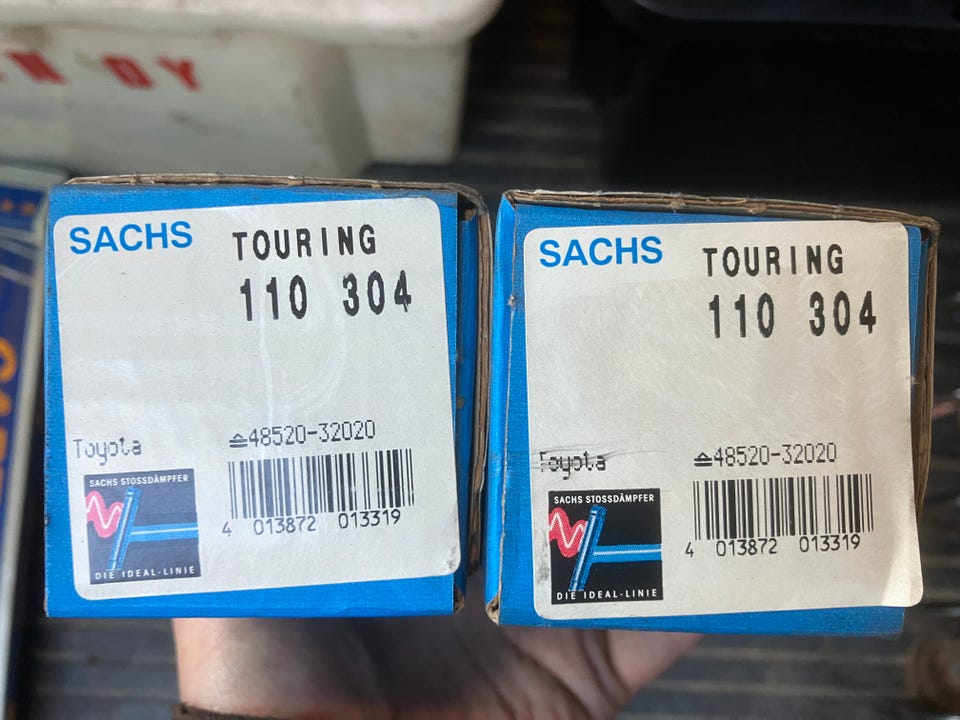 SACHS TOURING
110 304
Toyota
≙48520-32020
4 013872 013319
SACHS STOSSDÄMPFER
DIE IDEAL-LINIE
SACHS TOURING
110 304
Toyota
≙48520-32020
4 013872 013319
SACHS STOSSDÄMPFER
DIE IDEAL-LINIE